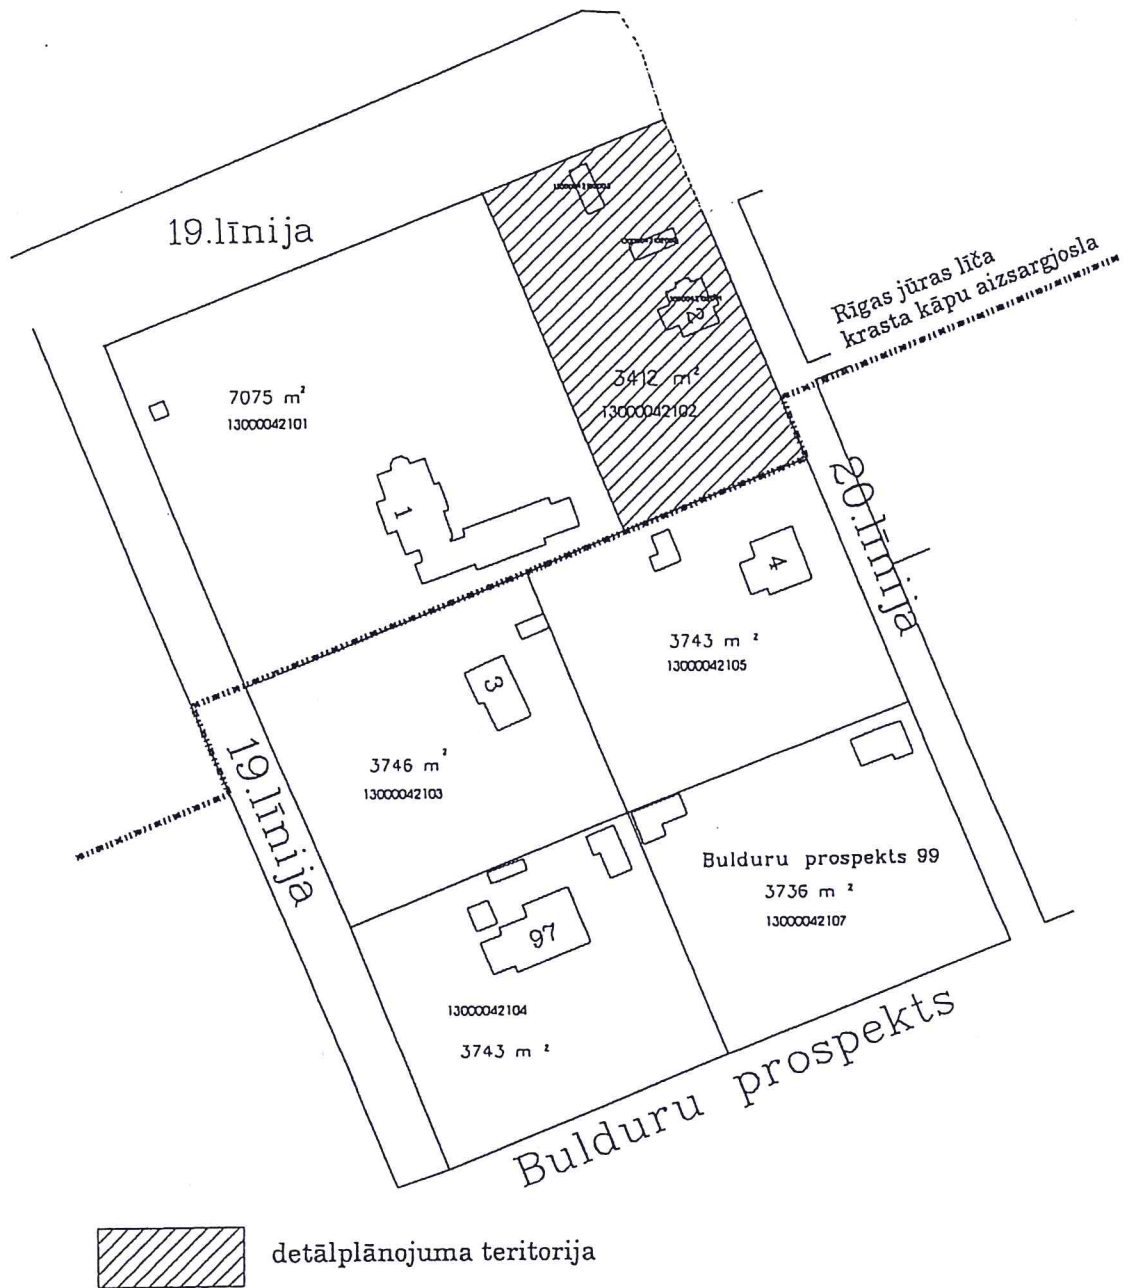 19.līnija
Rīgas jūras līča
krasta kāpu aizsargjosla
7075 m²
13000042101
3412 m²
13000042102
2
1
20.līnija
4
3743 m²
13000042105
3
3746 m²
13000042103
19.līnija
Bulduru prospekts 99
3736 m²
13000042107
97
13000042104
3743 m²
Bulduru prospekts
detālplānojuma teritorija